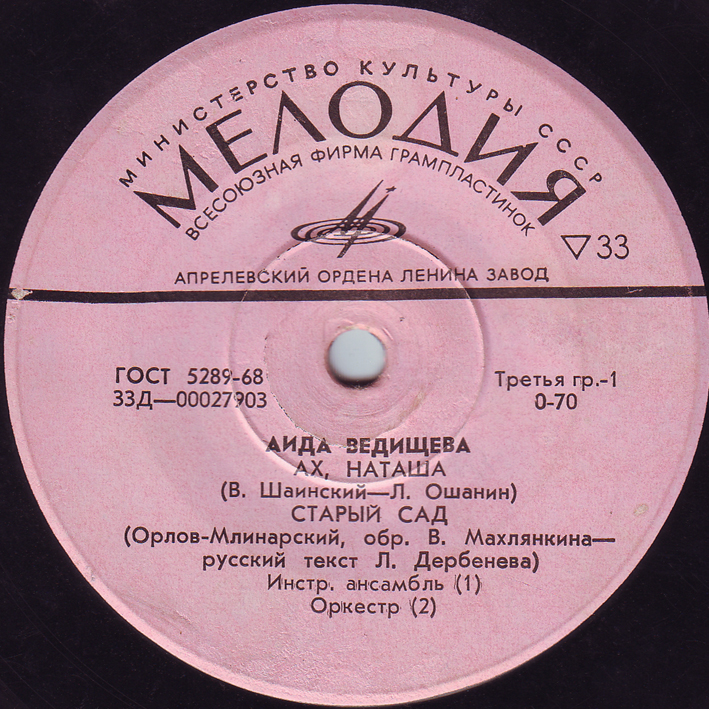 МИНИСТЕРСТВО КУЛЬТУРЫ СССР
МЕЛОДИЯ
ВСЕСОЮЗНАЯ ФИРМА ГРАМПЛАСТИНОК
▽33
АПРЕЛЕВСКИЙ ОРДЕНА ЛЕНИНА ЗАВОД
ГОСТ 5289-68
33Д—00027903
Третья гр.-1
0-70
АИДА ВЕДИЩЕВА
АХ, НАТАША
(В. Шаинский—Л. Ошанин)
СТАРЫЙ САД
(Орлов-Млинарский, обр. В. Махлянкина—
русский текст Л. Дербенева)
Инстр. ансамбль (1)
Оркестр (2)